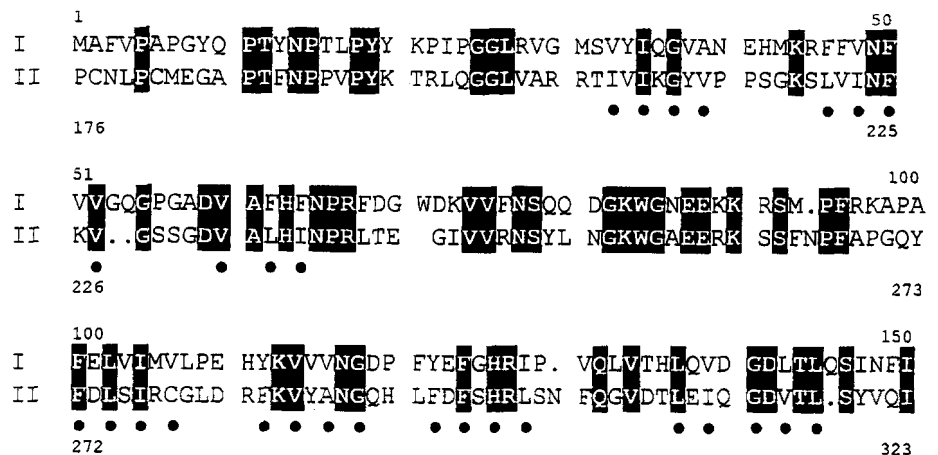 1 50
I MAFVPAPGYQ PTYNPTLPYY KPIPGGLRVG MSVYIQGVAN EHMKRFFVNF
II PCNLPCMEGA PTFNPPVPYK TRLQGGLVAR RTIVIKGYVP PSGKSLVINF
176 225
51 100
I VVGQGPGADV AFHFNPRFDG WDKVVFNSQQ DGKWGNEEKK RSM.PFRKAPA
II KV..GSSGDV ALHINPRLTE GIVVRNSYLN NGKWGAEERK SSFNPFAPGQY
226 273
100 150
I FELVIMVLPE HYKVVVNGDP FYEFGHRIP. VQLVTHLQVD GDLTLQSINFI
II FDLSIRCGLD RFKVYANGQH LFDFSHRLSN FQGVDTLEIQ GDVTL.SYVQI
272 323